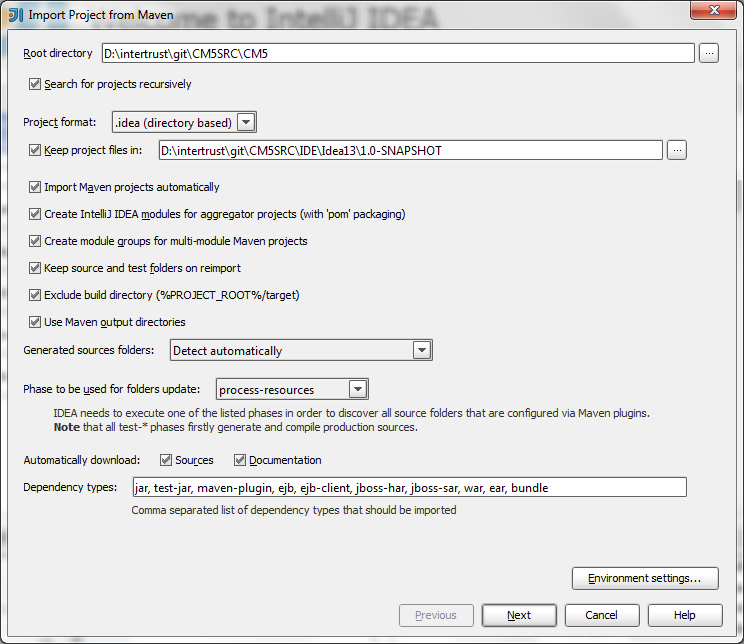 Import Project from Maven
Welcome to IntelliJ IDEA
Root directory D:\intertrust\git\CM5SRC\CM5 ...
Search for projects recursively
Project format: .idea (directory based)
Keep project files in: D:\intertrust\git\CM5SRC\IDE\Idea13\1.0-SNAPSHOT ...
Import Maven projects automatically
Create IntelliJ IDEA modules for aggregator projects (with 'pom' packaging)
Create module groups for multi-module Maven projects
Keep source and test folders on reimport
Exclude build directory (%PROJECT_ROOT%/target)
Use Maven output directories
Generated sources folders: Detect automatically
Phase to be used for folders update: process-resources
IDEA needs to execute one of the listed phases in order to discover all source folders that are configured via Maven plugins.
Note that all test-* phases firstly generate and compile production sources.
Automatically download: Sources Documentation
Dependency types: jar, test-jar, maven-plugin, ejb, ejb-client, jboss-har, jboss-sar, war, ear, bundle
Comma separated list of dependency types that should be imported
Environment settings...
Previous Next Cancel Help